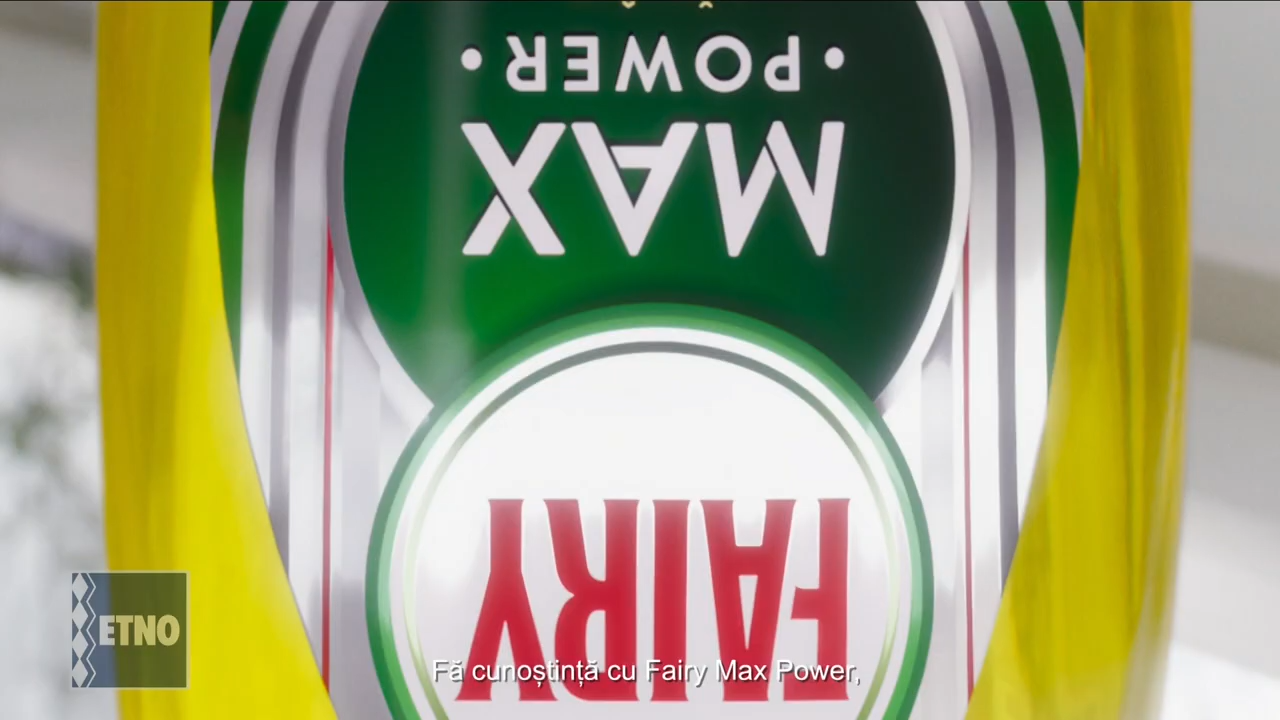 • POWER •
MAX
FAIRY
ETNO
Fă cunoștință cu Fairy Max Power,